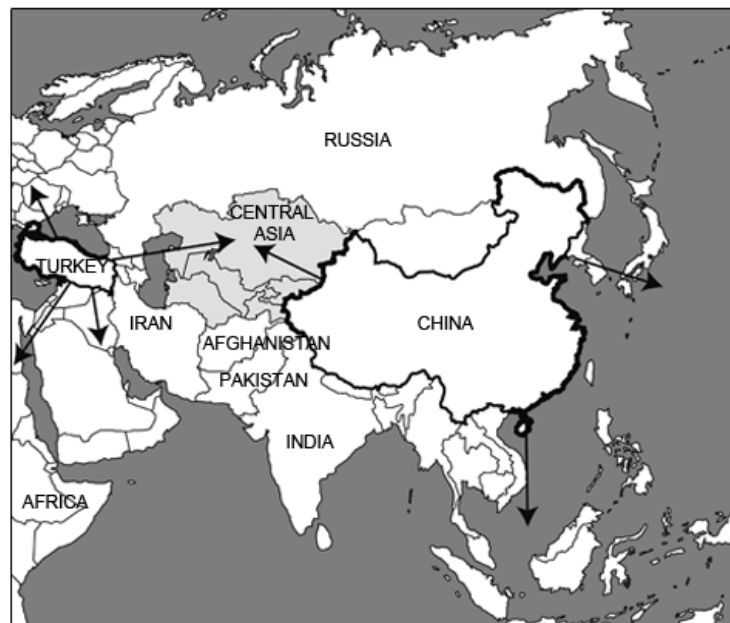 RUSSIA
CENTRAL
ASIA
TURKEY
IRAN
CHINA
AFGHANISTAN
PAKISTAN
INDIA
AFRICA